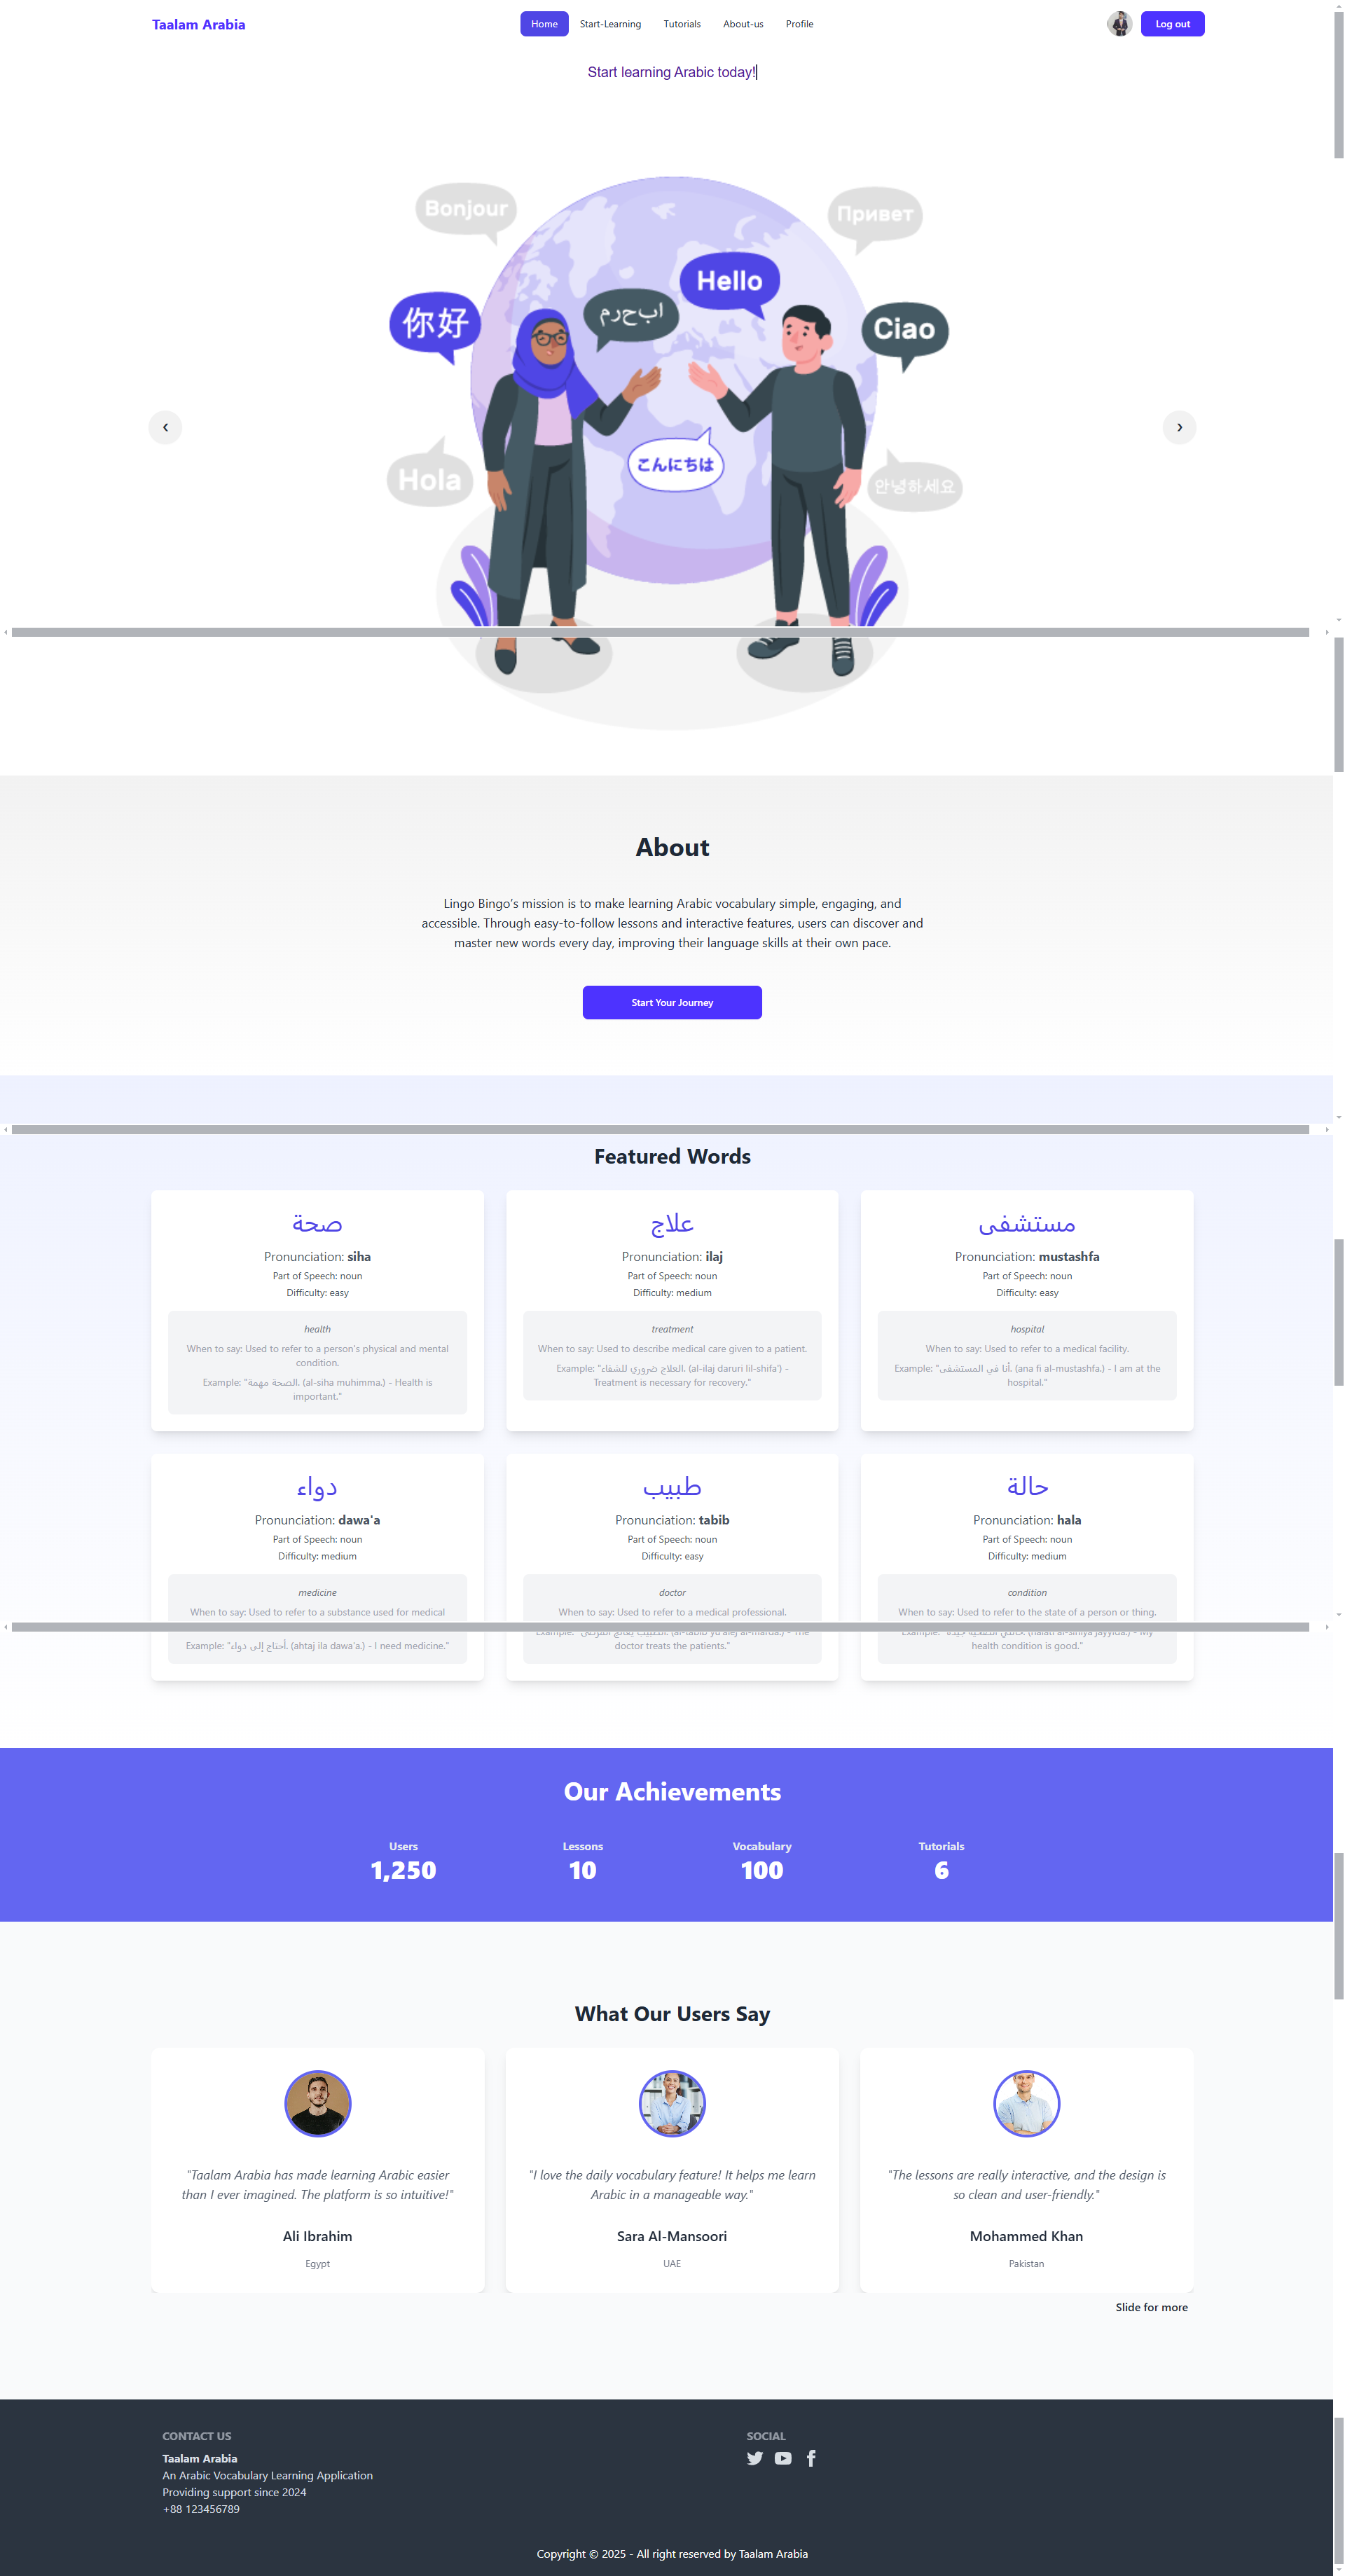 Taalam Arabia
Home Start-Learning Tutorials About-us Profile
Log out
Start learning Arabic today!
Bonjour
Привет
Hello
你好
ابحرم
Ciao
こんにちは
Hola
안녕하세요
‹ ›
About
Lingo Bingo's mission is to make learning Arabic vocabulary simple, engaging, and
accessible. Through easy-to-follow lessons and interactive features, users can discover and
master new words every day, improving their language skills at their own pace.
Start Your Journey
Featured Words
صحة
Pronunciation: siha
Part of Speech: noun
Difficulty: easy
health
When to say: Used to refer to a person's physical and mental
condition.
Example: "الصحة مهمة. (al-siha muhimma.) - Health is
important."
علاج
Pronunciation: ilaj
Part of Speech: noun
Difficulty: medium
treatment
When to say: Used to describe medical care given to a patient.
Example: "العلاج ضروري للشفاء. (al-ilaj daruri lil-shifa') -
Treatment is necessary for recovery."
مستشفى
Pronunciation: mustashfa
Part of Speech: noun
Difficulty: easy
hospital
When to say: Used to refer to a medical facility.
Example: "أنا في المستشفى. (ana fi al-mustashfa.) - I am at the
hospital."
دواء
Pronunciation: dawa'a
Part of Speech: noun
Difficulty: medium
medicine
When to say: Used to refer to a substance used for medical
Example: "أحتاج إلى دواء. (ahtaj ila dawa'a.) - I need medicine."
طبيب
Pronunciation: tabib
Part of Speech: noun
Difficulty: easy
doctor
When to say: Used to refer to a medical professional.
doctor treats the patients."
حالة
Pronunciation: hala
Part of Speech: noun
Difficulty: medium
condition
When to say: Used to refer to the state of a person or thing.
health condition is good."
Our Achievements
Users Lessons Vocabulary Tutorials
1,250 10 100 6
What Our Users Say
"Taalam Arabia has made learning Arabic easier
than I ever imagined. The platform is so intuitive!"
Ali Ibrahim
Egypt
"I love the daily vocabulary feature! It helps me learn
Arabic in a manageable way."
Sara Al-Mansoori
UAE
"The lessons are really interactive, and the design is
so clean and user-friendly."
Mohammed Khan
Pakistan
Slide for more
CONTACT US
Taalam Arabia
An Arabic Vocabulary Learning Application
Providing support since 2024
+88 123456789
SOCIAL
Copyright © 2025 - All right reserved by Taalam Arabia